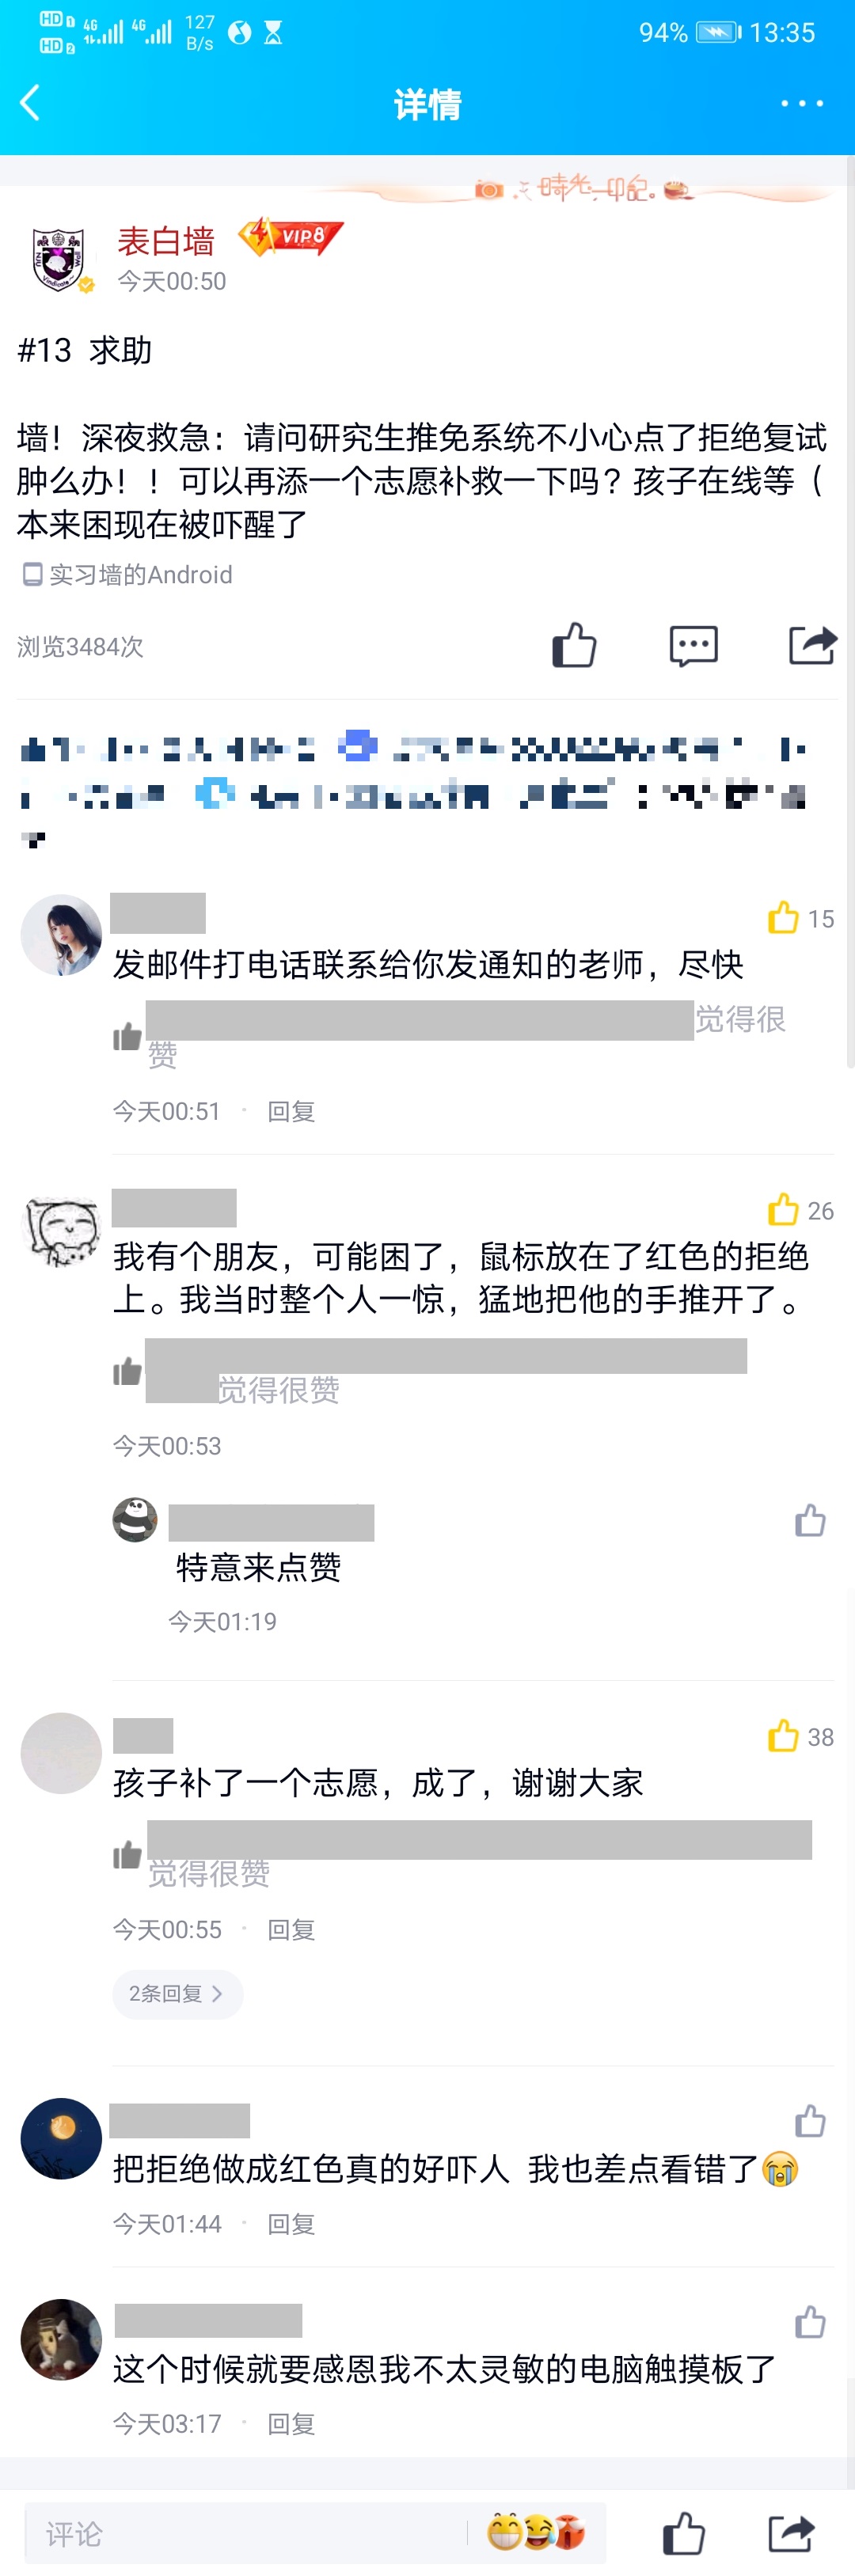 HD 1 4G 4G 127 94% 13:35
HD 2 B/s
详情
時光印記。
表白墙 VIP8
今天00:50
#13 求助
墙！深夜救急：请问研究生推免系统不小心点了拒绝复试
肿么办！！可以再添一个志愿补救一下吗？孩子在线等（
本来困现在被吓醒了
实习墙的Android
浏览3484次
15
发邮件打电话联系给你发通知的老师，尽快
觉得很
赞
今天00:51 · 回复
26
我有个朋友，可能困了，鼠标放在了红色的拒绝
上。我当时整个人一惊，猛地把他的手推开了。
觉得很赞
今天00:53
特意来点赞
今天01:19
38
孩子补了一个志愿，成了，谢谢大家
觉得很赞
今天00:55 · 回复
2条回复 >
把拒绝做成红色真的好吓人 我也差点看错了😭
今天01:44 · 回复
这个时候就要感恩我不太灵敏的电脑触摸板了
今天03:17 · 回复
评论